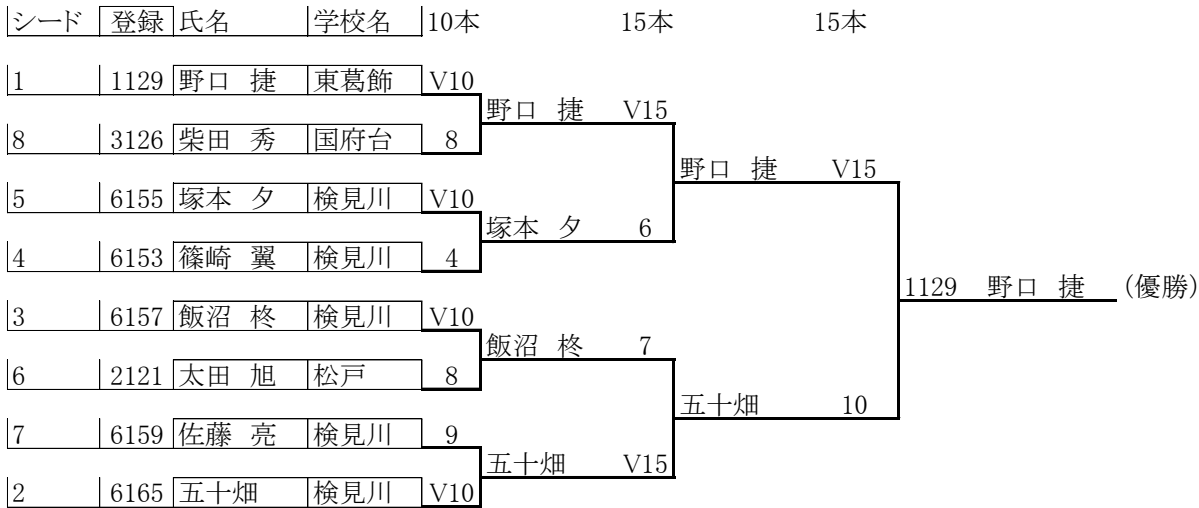 シード 登録 氏名 学校名 10本 15本 15本
1 1129 野口 捷 東葛飾 V10
野口 捷 V15
8 3126 柴田 秀 国府台 8
野口 捷 V15
5 6155 塚本 夕 検見川 V10
塚本 夕 6
4 6153 篠崎 翼 検見川 4
1129 野口 捷 (優勝)
3 6157 飯沼 柊 検見川 V10
飯沼 柊 7
6 2121 太田 旭 松戸 8
五十畑 10
7 6159 佐藤 亮 検見川 9
五十畑 V15
2 6165 五十畑 検見川 V10